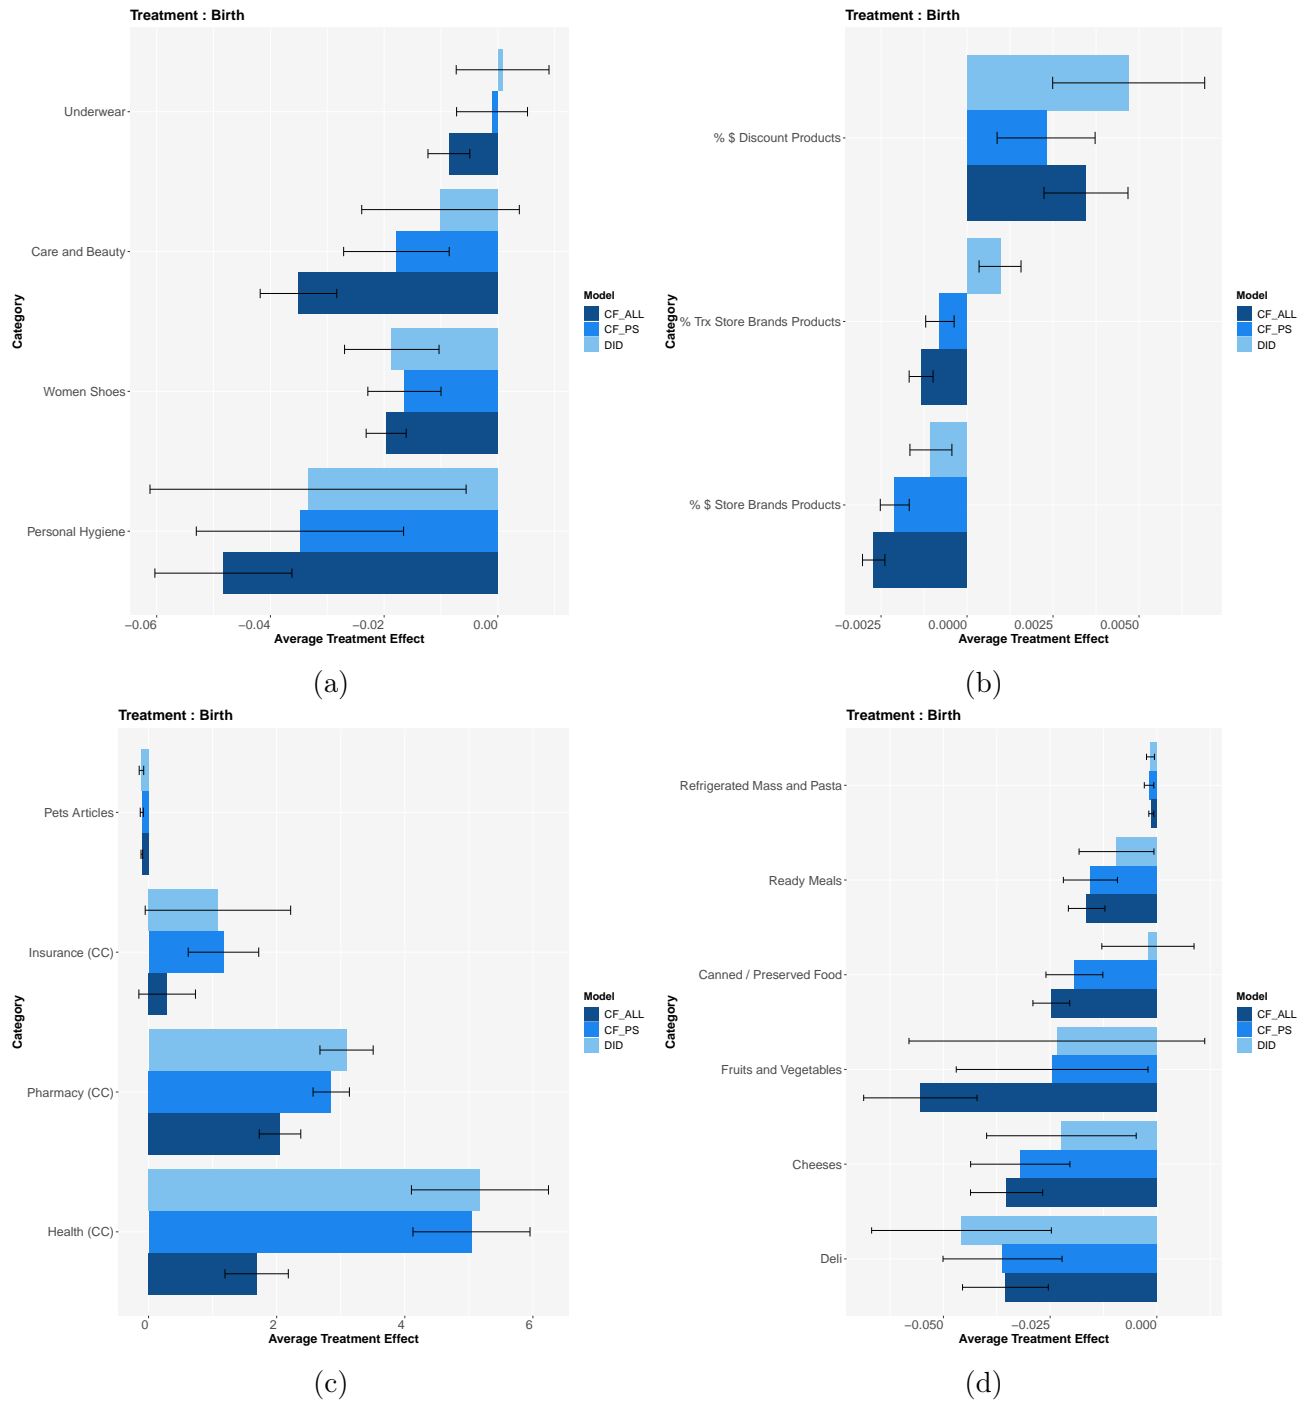 Treatment : Birth
Category
Underwear
Care and Beauty
Women Shoes
Personal Hygiene
−0.06 −0.04 −0.02 0.00
Average Treatment Effect
Model
CF_ALL
CF_PS
DID
(a)
Treatment : Birth
Category
% $ Discount Products
% Trx Store Brands Products
% $ Store Brands Products
−0.0025 0.0000 0.0025 0.0050
Average Treatment Effect
Model
CF_ALL
CF_PS
DID
(b)
Treatment : Birth
Category
Pets Articles
Insurance (CC)
Pharmacy (CC)
Health (CC)
0 2 4 6
Average Treatment Effect
Model
CF_ALL
CF_PS
DID
(c)
Treatment : Birth
Category
Refrigerated Mass and Pasta
Ready Meals
Canned / Preserved Food
Fruits and Vegetables
Cheeses
Deli
−0.050 −0.025 0.000
Average Treatment Effect
Model
CF_ALL
CF_PS
DID
(d)